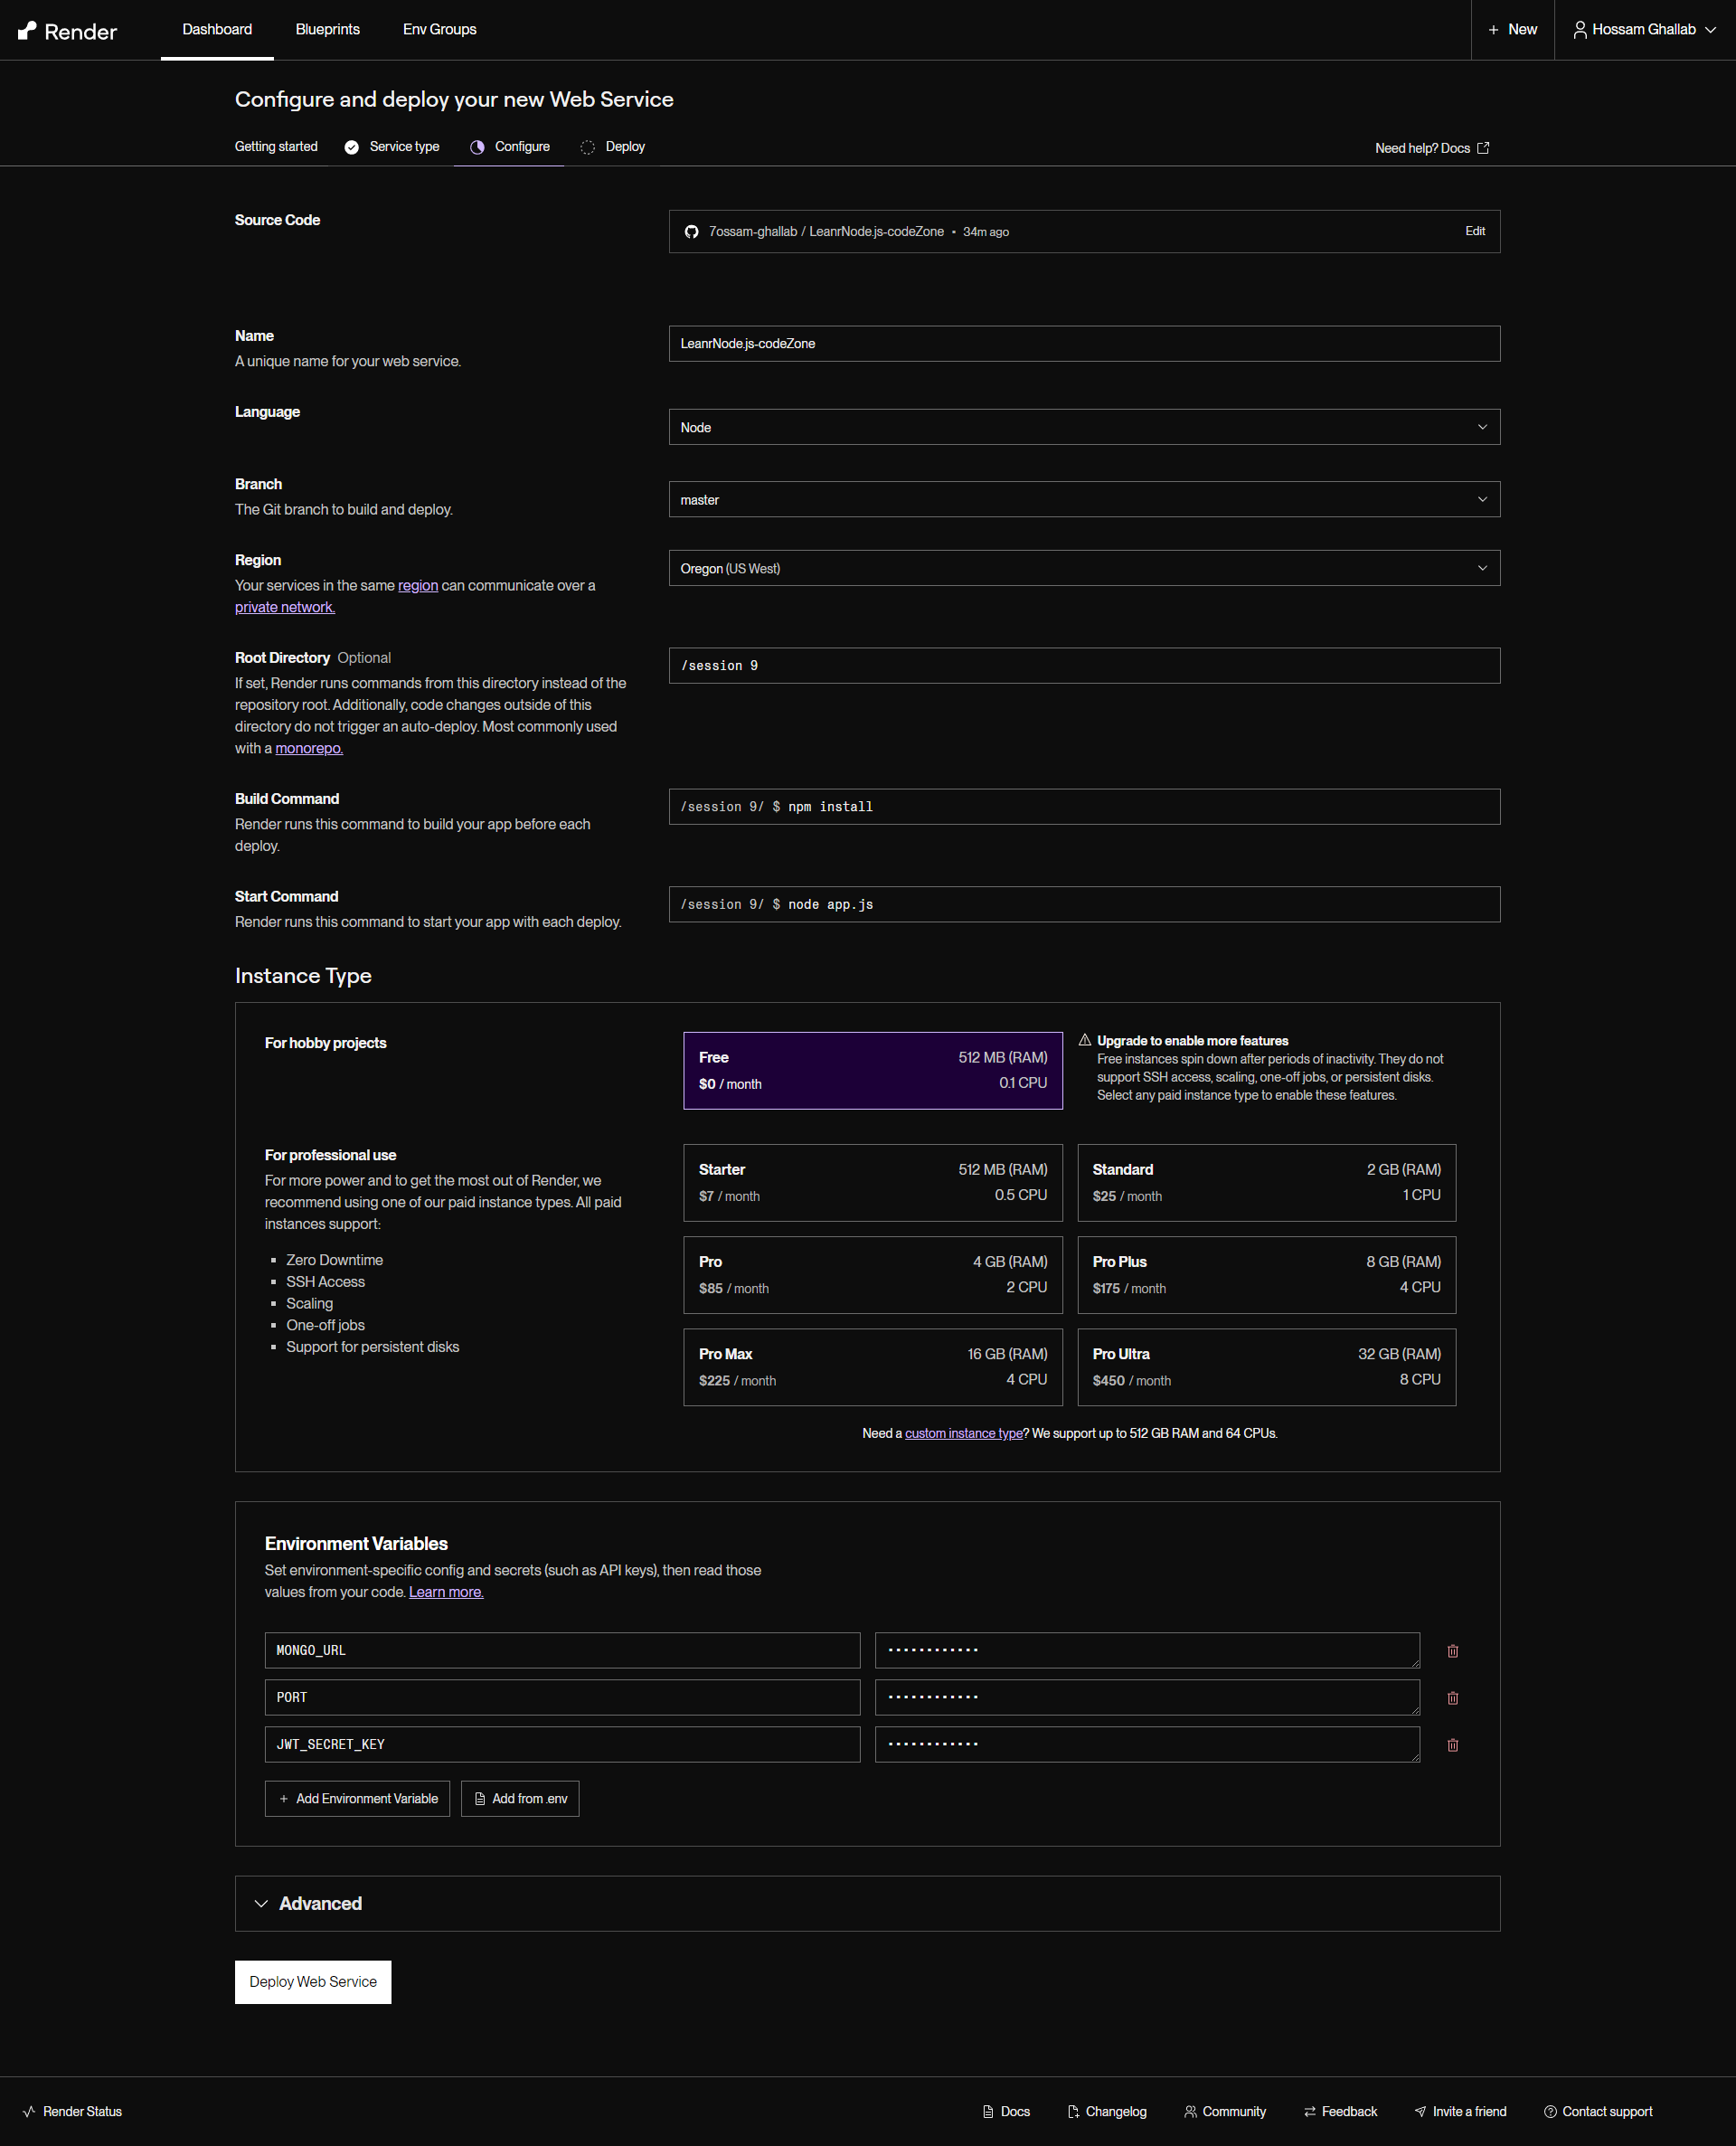 Render
Dashboard
Blueprints
Env Groups
+ New
Hossam Ghallab
Configure and deploy your new Web Service
Getting started
Service type
Configure
Deploy
Need help? Docs
Source Code
7ossam-ghallab / LeanrNode.js-codeZone • 34m ago
Edit
Name
A unique name for your web service.
LeanrNode.js-codeZone
Language
Node
Branch
The Git branch to build and deploy.
master
Region
Your services in the same region can communicate over a
private network.
Oregon (US West)
Root Directory Optional
If set, Render runs commands from this directory instead of the
repository root. Additionally, code changes outside of this
directory do not trigger an auto-deploy. Most commonly used
with a monorepo.
/session 9
Build Command
Render runs this command to build your app before each
deploy.
/session 9/ $ npm install
Start Command
Render runs this command to start your app with each deploy.
/session 9/ $ node app.js
Instance Type
For hobby projects
Free
512 MB (RAM)
$0 / month
0.1 CPU
Upgrade to enable more features
Free instances spin down after periods of inactivity. They do not
support SSH access, scaling, one-off jobs, or persistent disks.
Select any paid instance type to enable these features.
For professional use
For more power and to get the most out of Render, we
recommend using one of our paid instance types. All paid
instances support:
Zero Downtime
SSH Access
Scaling
One-off jobs
Support for persistent disks
Starter
512 MB (RAM)
$7 / month
0.5 CPU
Standard
2 GB (RAM)
$25 / month
1 CPU
Pro
4 GB (RAM)
$85 / month
2 CPU
Pro Plus
8 GB (RAM)
$175 / month
4 CPU
Pro Max
16 GB (RAM)
$225 / month
4 CPU
Pro Ultra
32 GB (RAM)
$450 / month
8 CPU
Need a custom instance type? We support up to 512 GB RAM and 64 CPUs.
Environment Variables
Set environment-specific config and secrets (such as API keys), then read those
values from your code. Learn more.
MONGO_URL
••••••••••••
PORT
••••••••••••
JWT_SECRET_KEY
••••••••••••
+ Add Environment Variable
Add from .env
Advanced
Deploy Web Service
Render Status
Docs
Changelog
Community
Feedback
Invite a friend
Contact support